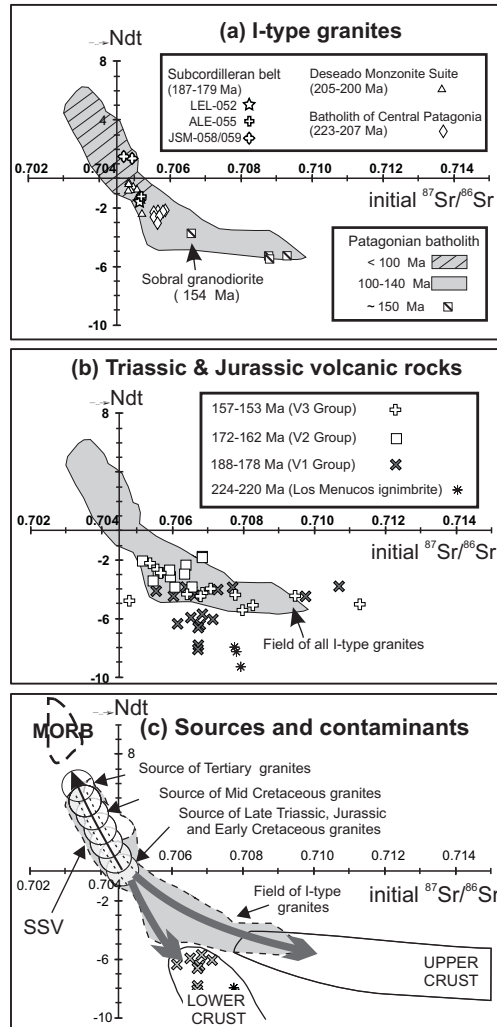 →Ndt
(a) I-type granites
Subcordilleran belt
(187-179 Ma)
LEL-052
ALE-055
JSM-058/059
Deseado Monzonite Suite
(205-200 Ma)
Batholith of Central Patagonia
(223-207 Ma)
4
0.702 0.704 0.706 0.708 0.710 0.712 0.714
initial ⁸⁷Sr/⁸⁶Sr
-2
-6
-10
Sobral granodiorite
( 154 Ma)
Patagonian batholith
< 100 Ma
100-140 Ma
~ 150 Ma
(b) Triassic & Jurassic volcanic rocks
→Ndt
8
157-153 Ma (V3 Group)
172-162 Ma (V2 Group)
188-178 Ma (V1 Group)
224-220 Ma (Los Menucos ignimbrite)
4
0.702 0.704 0.706 0.708 0.710 0.712 0.714
initial ⁸⁷Sr/⁸⁶Sr
-2
-6
-10
Field of all I-type granites
→Ndt
MORB
(c) Sources and contaminants
8
Source of Tertiary granites
Source of Mid Cretaceous granites
Source of Late Triassic, Jurassic
and Early Cretaceous granites
0.702 0.70 0.706 0.708 0.710 0.712 0.714
initial ⁸⁷Sr/⁸⁶Sr
SSV
Field of I-type
granites
-2
-6
-10
UPPER
CRUST
LOWER
CRUST